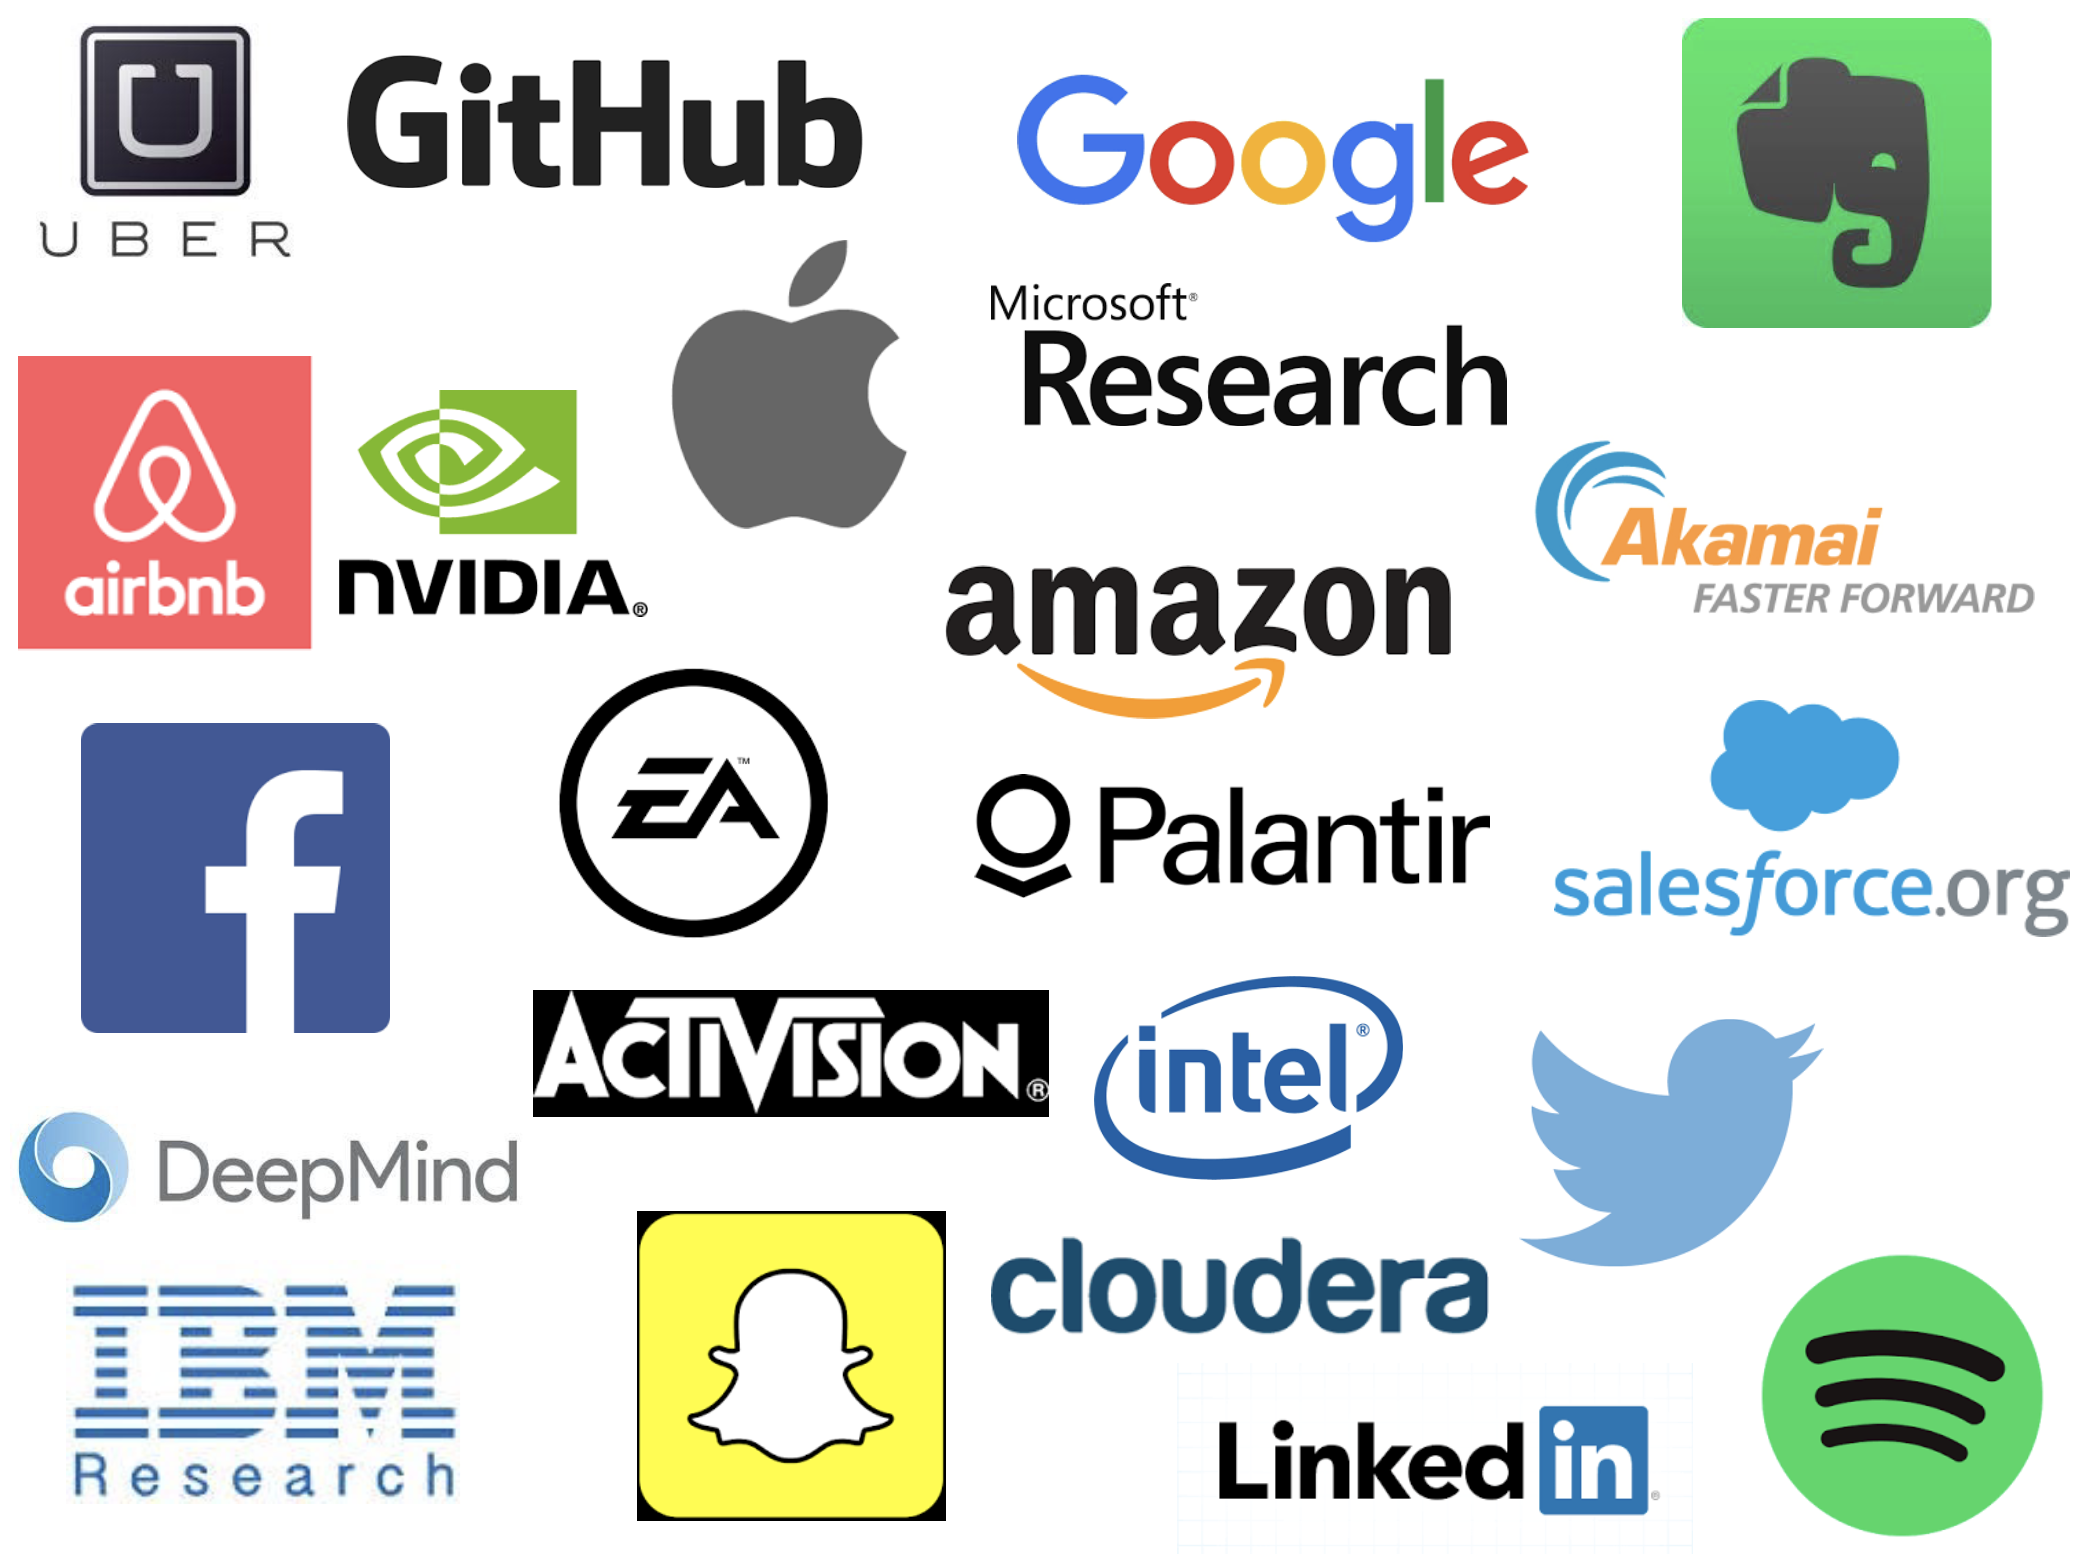 U
UBER
GitHub
Google
Microsoft®
Research
airbnb
nVIDIA®
Akamai
FASTER FORWARD
amazon
f
EA™
Palantir
salesforce.org
ACTIVISION®
intel®
DeepMind
cloudera
IBM
Research
Linked in®